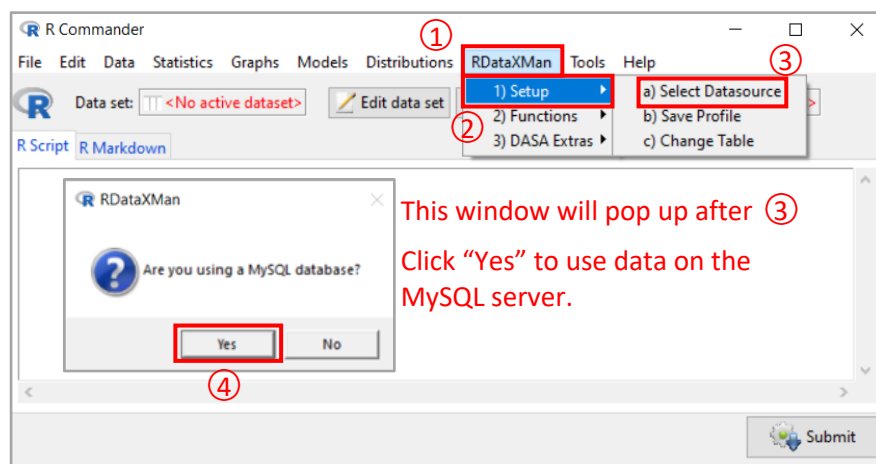 R Commander
①
File Edit Data Statistics Graphs Models Distributions RDataXMan Tools Help
③
Data set: <No active dataset> Edit data set
1) Setup
a) Select Datasource
②
2) Functions
b) Save Profile
3) DASA Extras
c) Change Table
R Script R Markdown
RDataXMan
This window will pop up after ③
Are you using a MySQL database?
Click “Yes” to use data on the
MySQL server.
Yes No
④
Submit